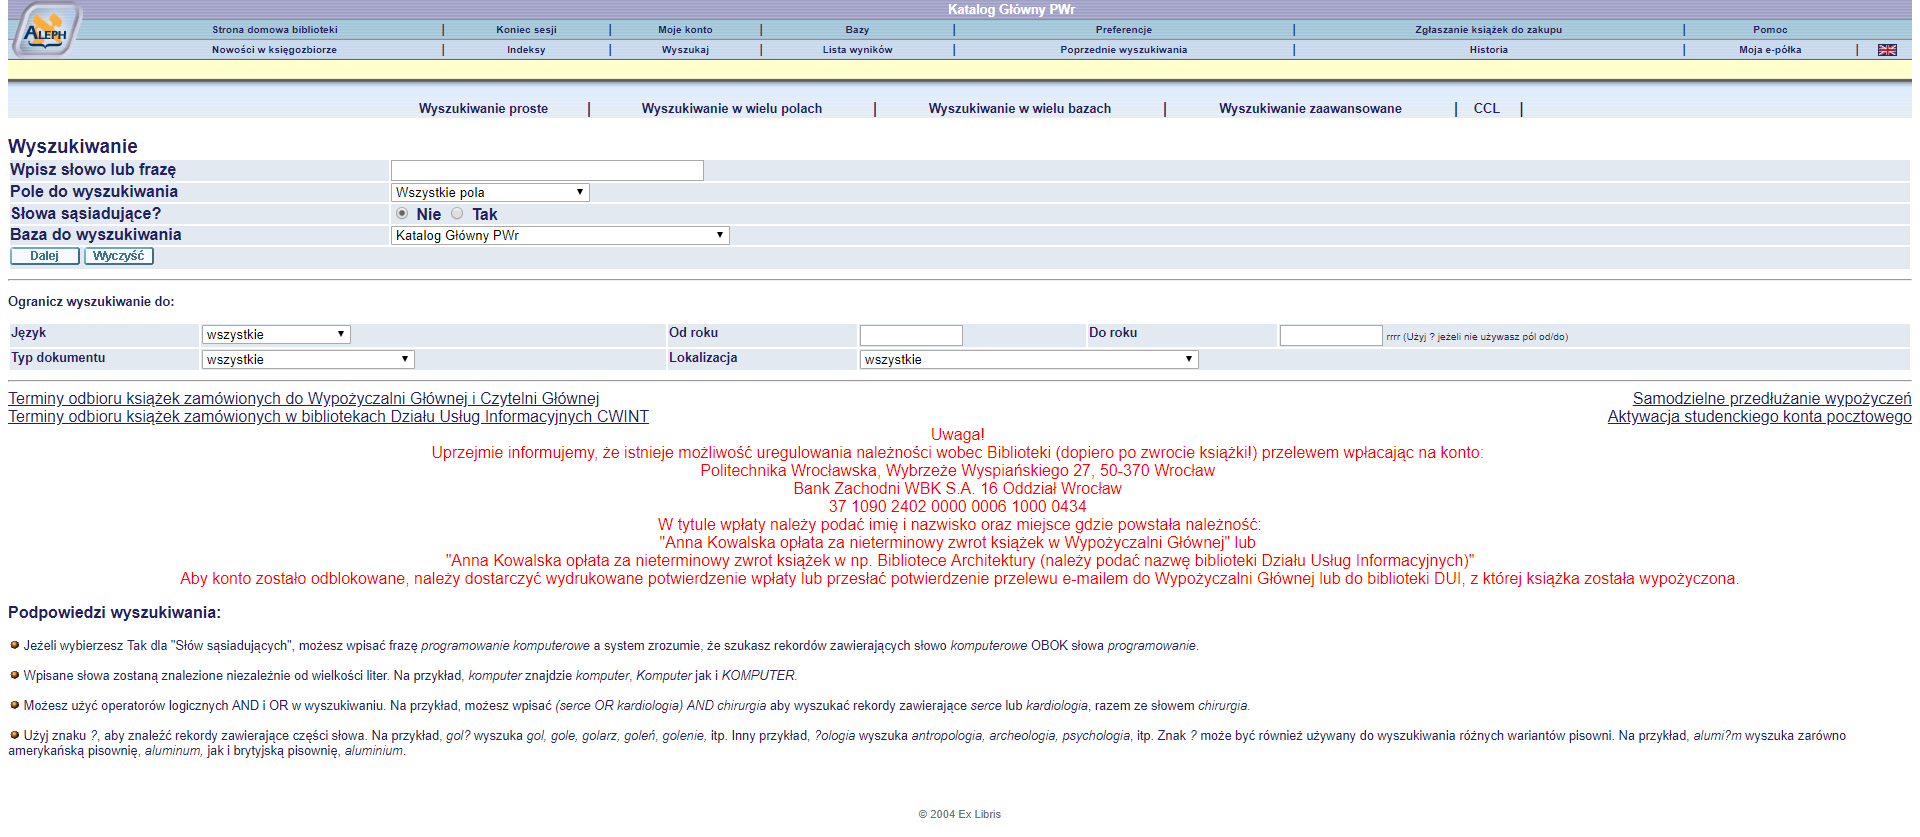 Katalog Główny PWr
ALEPH
Strona domowa biblioteki | Koniec sesji | Moje konto | Bazy | Preferencje | Zgłaszanie książek do zakupu | Pomoc
Nowości w księgozbiorze | Indeksy | Wyszukaj | Lista wyników | Poprzednie wyszukiwania | Historia | Moja e-półka |
Wyszukiwanie proste | Wyszukiwanie w wielu polach | Wyszukiwanie w wielu bazach | Wyszukiwanie zaawansowane | CCL |
Wyszukiwanie
Wpisz słowo lub frazę
Pole do wyszukiwania Wszystkie pola
Słowa sąsiadujące? Nie Tak
Baza do wyszukiwania Katalog Główny PWr
Dalej Wyczyść
Ogranicz wyszukiwanie do:
Język wszystkie Od roku Do roku rrrr (Użyj ? jeżeli nie używasz pól od/do)
Typ dokumentu wszystkie Lokalizacja wszystkie
Terminy odbioru książek zamówionych do Wypożyczalni Głównej i Czytelni Głównej Samodzielne przedłużanie wypożyczeń
Terminy odbioru książek zamówionych w bibliotekach Działu Usług Informacyjnych CWINT Aktywacja studenckiego konta pocztowego
Uwaga!
Uprzejmie informujemy, że istnieje możliwość uregulowania należności wobec Biblioteki (dopiero po zwrocie książki!) przelewem wpłacając na konto:
Politechnika Wrocławska, Wybrzeże Wyspiańskiego 27, 50-370 Wrocław
Bank Zachodni WBK S.A. 16 Oddział Wrocław
37 1090 2402 0000 0006 1000 0434
W tytule wpłaty należy podać imię i nazwisko oraz miejsce gdzie powstała należność:
"Anna Kowalska opłata za nieterminowy zwrot książek w Wypożyczalni Głównej" lub
"Anna Kowalska opłata za nieterminowy zwrot książek w np. Bibliotece Architektury (należy podać nazwę biblioteki Działu Usług Informacyjnych)"
Aby konto zostało odblokowane, należy dostarczyć wydrukowane potwierdzenie wpłaty lub przesłać potwierdzenie przelewu e-mailem do Wypożyczalni Głównej lub do biblioteki DUI, z której książka została wypożyczona.
Podpowiedzi wyszukiwania:
Jeżeli wybierzesz Tak dla "Słów sąsiadujących", możesz wpisać frazę programowanie komputerowe a system zrozumie, że szukasz rekordów zawierających słowo komputerowe OBOK słowa programowanie.
Wpisane słowa zostaną znalezione niezależnie od wielkości liter. Na przykład, komputer znajdzie komputer, Komputer jak i KOMPUTER.
Możesz użyć operatorów logicznych AND i OR w wyszukiwaniu. Na przykład, możesz wpisać (serce OR kardiologia) AND chirurgia aby wyszukać rekordy zawierające serce lub kardiologia, razem ze słowem chirurgia.
Użyj znaku ?, aby znaleźć rekordy zawierające części słowa. Na przykład, gol? wyszuka gol, gole, golarz, goleń, golenie, itp. Inny przykład, ?ologia wyszuka antropologia, archeologia, psychologia, itp. Znak ? może być również używany do wyszukiwania różnych wariantów pisowni. Na przykład, alumi?m wyszuka zarówno
amerykańską pisownię, aluminum, jak i brytyjską pisownię, aluminium.
© 2004 Ex Libris